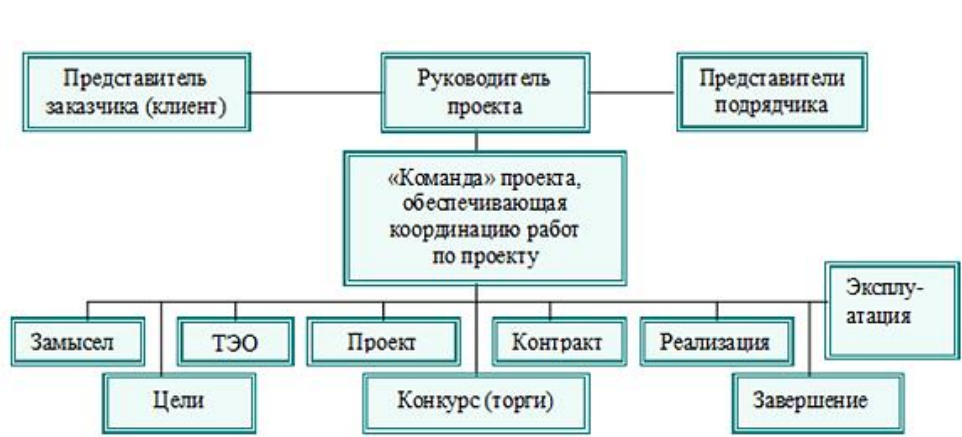 Представитель
заказчика (клиент)
Руководитель
проекта
Представители
подрядчика
«Команда» проекта,
обеспечивающая
координацию работ
по проекту
Эксплу-
атация
Замысел
ТЭО
Проект
Контракт
Реализация
Цели
Конкурс (торги)
Завершение